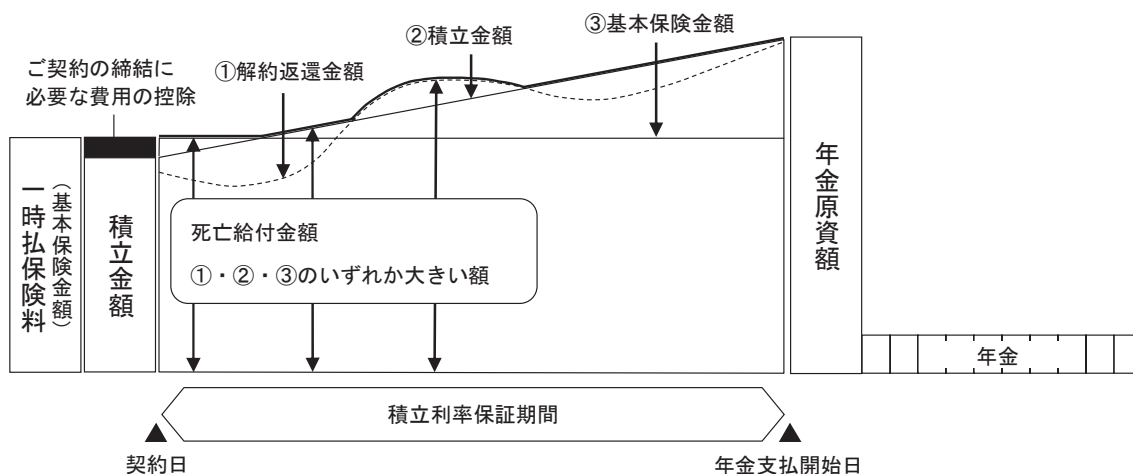 ②積立金額
③基本保険金額
ご契約の締結に
必要な費用の控除
①解約返還金額
一時払保険料
(基本保険金額)
積立金額
死亡給付金額
①・②・③のいずれか大きい額
年金原資額
年金
積立利率保証期間
契約日
年金支払開始日